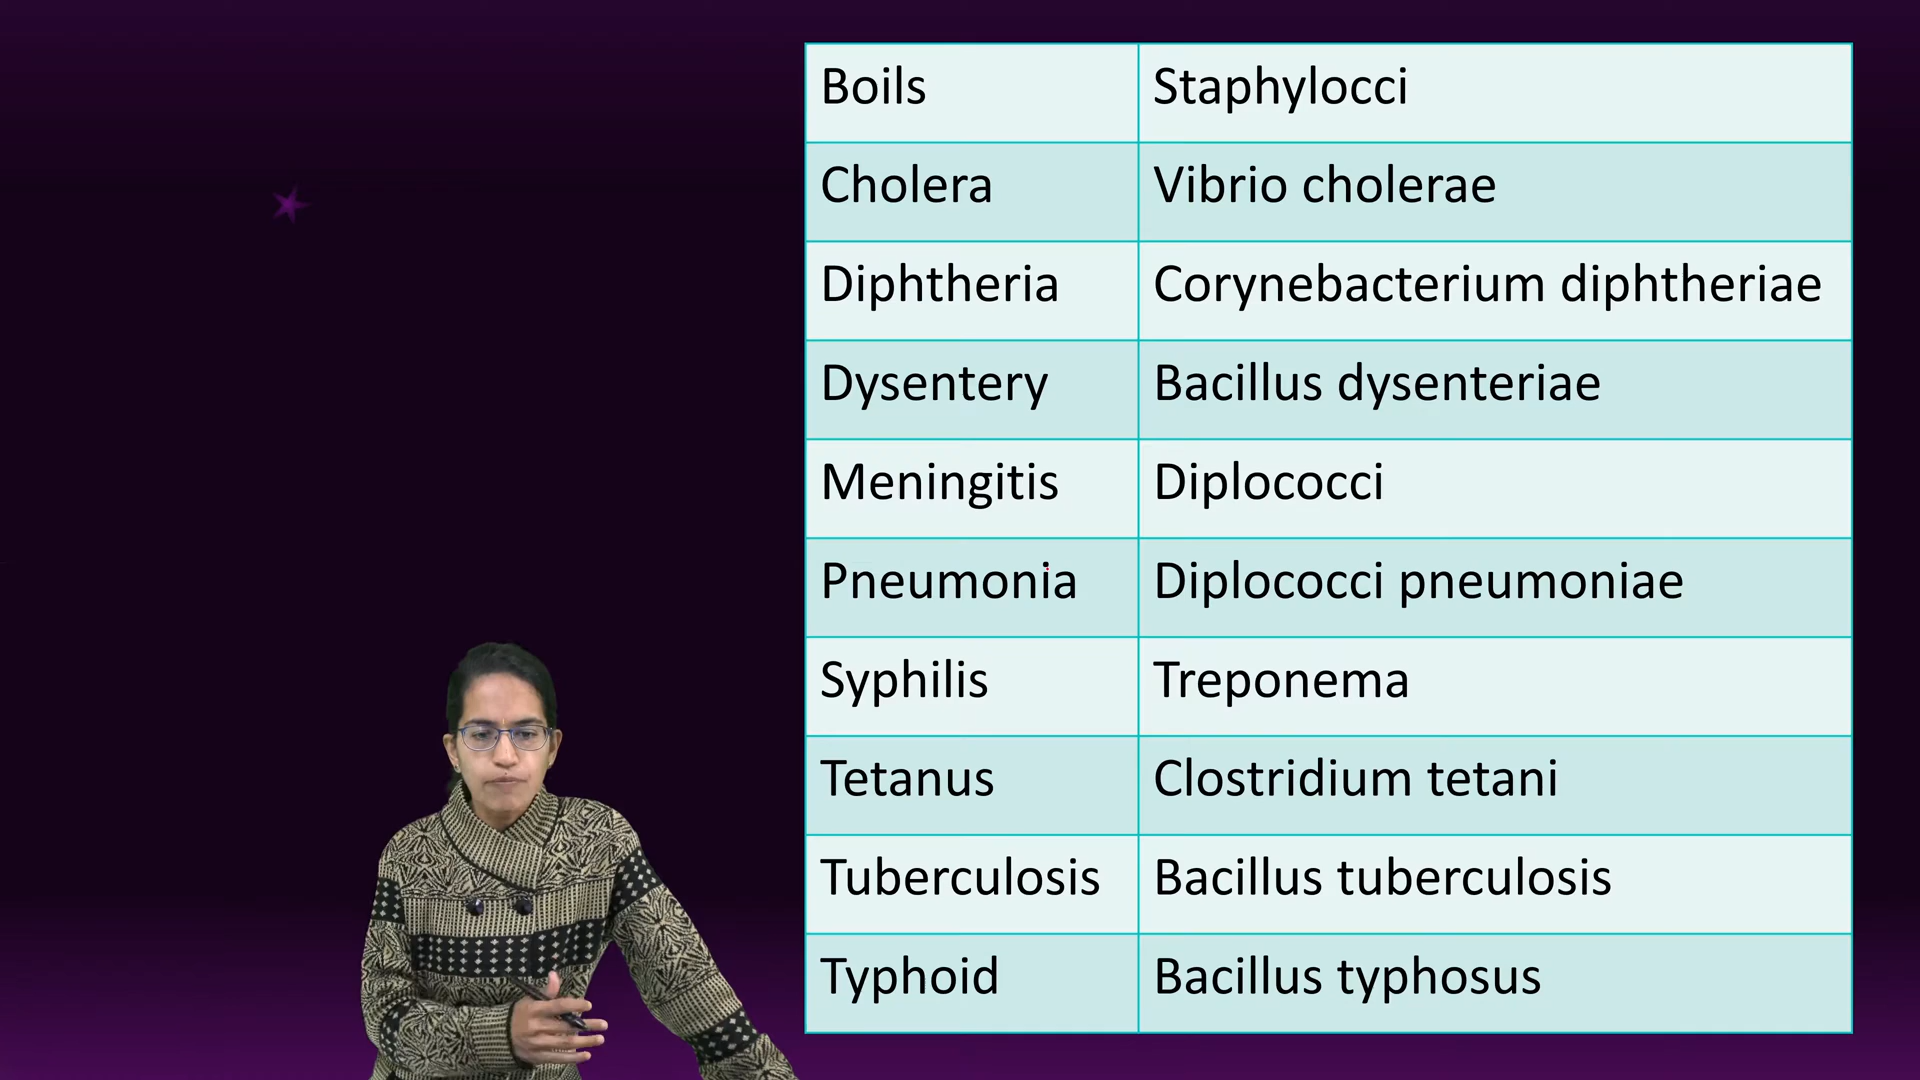 Boils Staphylocci
Cholera Vibrio cholerae
Diphtheria Corynebacterium diphtheriae
Dysentery Bacillus dysenteriae
Meningitis Diplococci
Pneumonia Diplococci pneumoniae
Syphilis Treponema
Tetanus Clostridium tetani
Tuberculosis Bacillus tuberculosis
Typhoid Bacillus typhosus